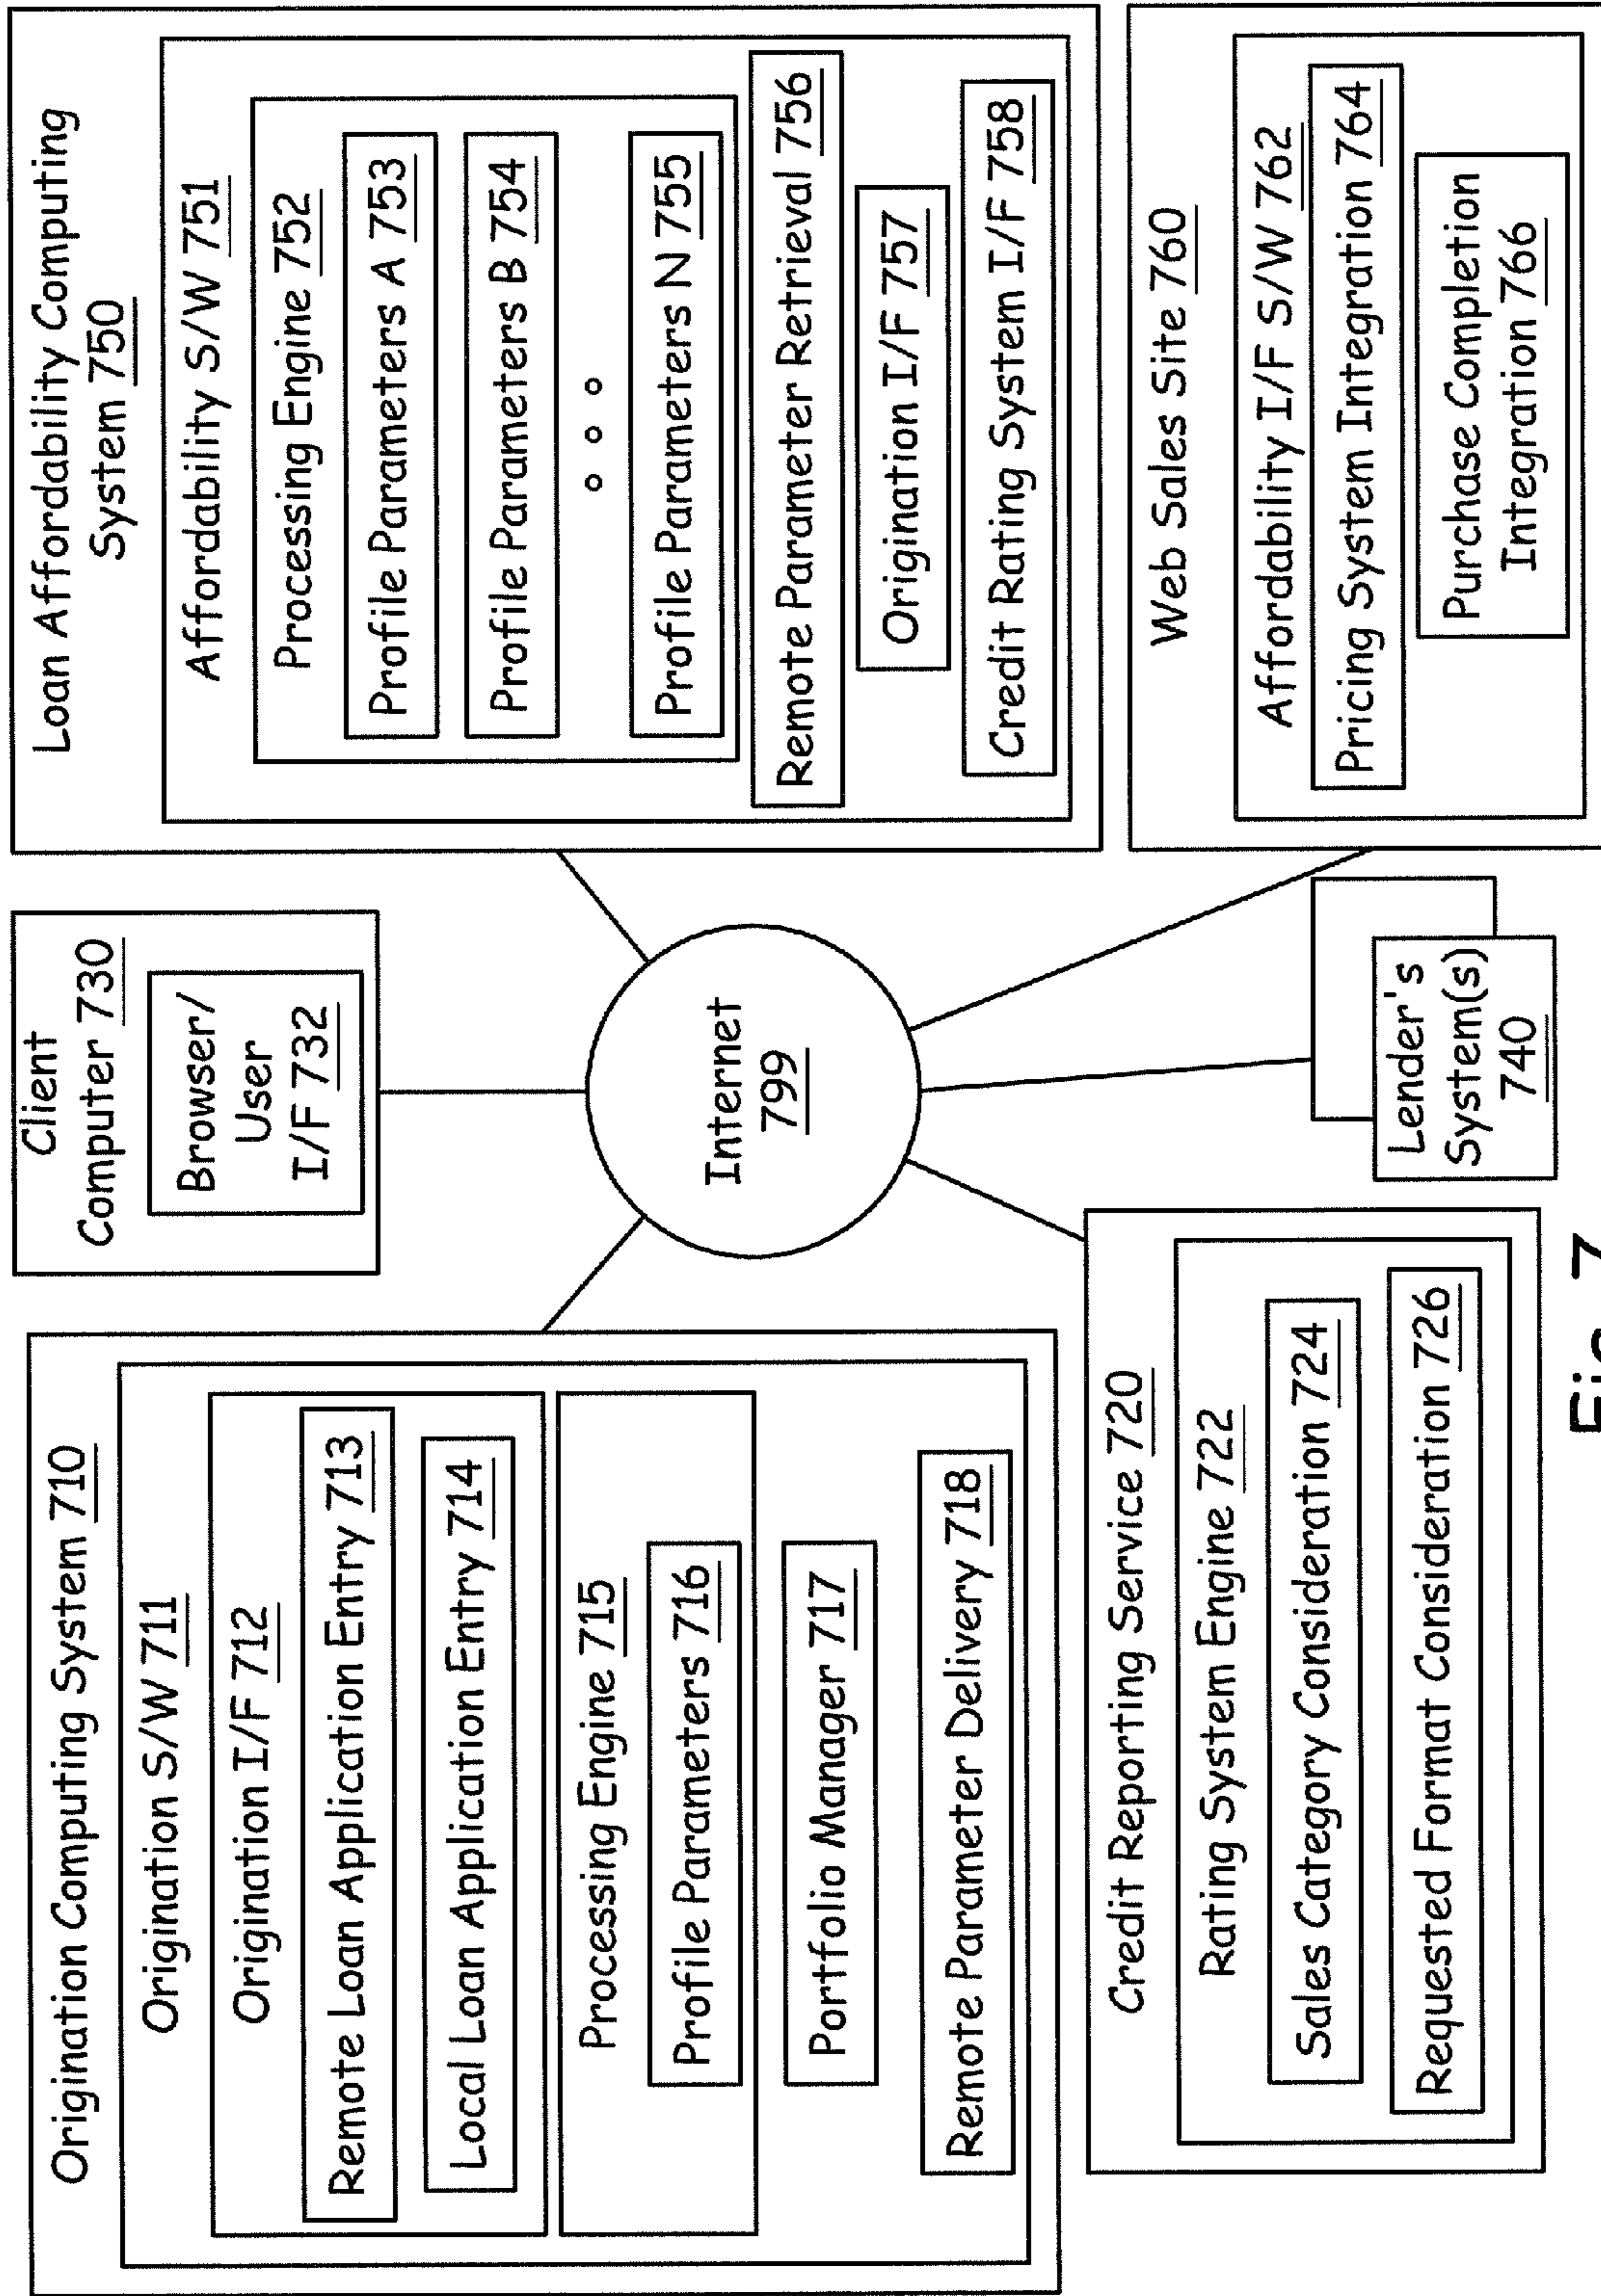 Origination Computing System 710
Origination S/W 711
Origination I/F 712
Remote Loan Application Entry 713
Local Loan Application Entry 714
Processing Engine 715
Profile Parameters 716
Portfolio Manager 717
Remote Parameter Delivery 718
Credit Reporting Service 720
Rating System Engine 722
Sales Category Consideration 724
Requested Format Consideration 726
Client
Computer 730
Browser/
User
I/F 732
Internet
799
Lender's
System(s)
740
Loan Affordability Computing
System 750
Affordability S/W 751
Processing Engine 752
Profile Parameters A 753
Profile Parameters B 754
Profile Parameters N 755
Remote Parameter Retrieval 756
Origination I/F 757
Credit Rating System I/F 758
Web Sales Site 760
Affordability I/F S/W 762
Pricing System Integration 764
Purchase Completion
Integration 766
Fig. 7